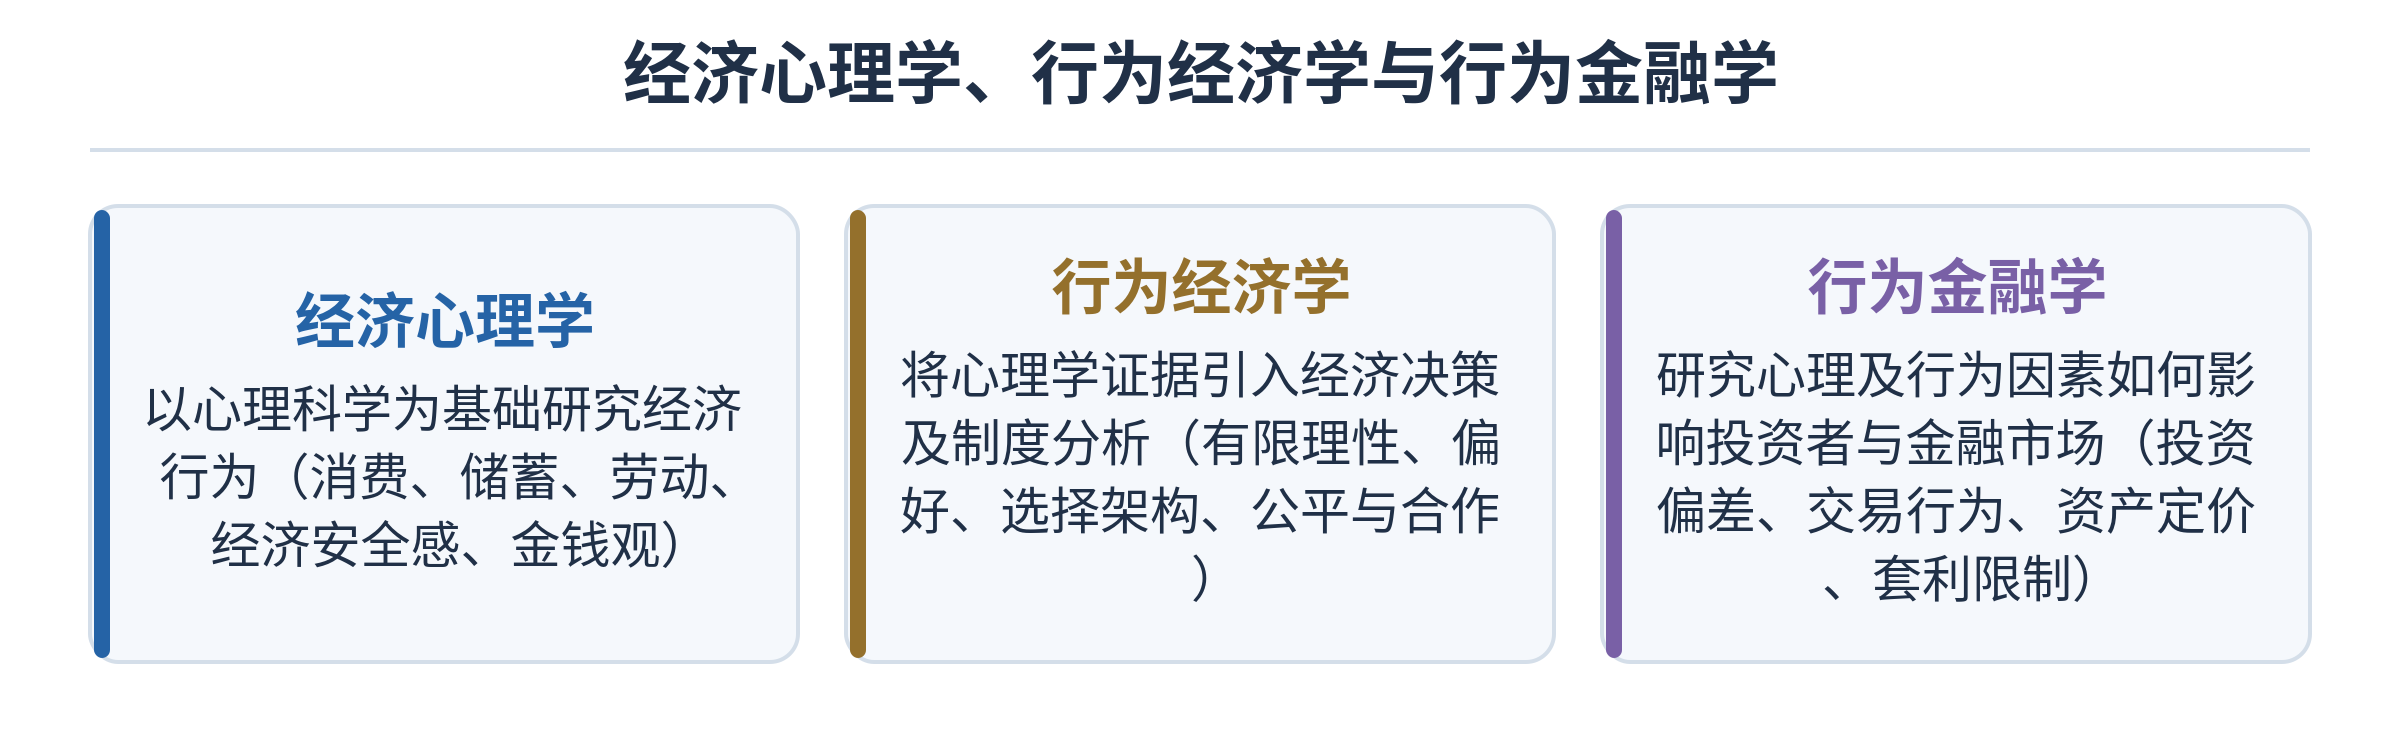 经济心理学、行为经济学与行为金融学
经济心理学
以心理科学为基础研究经济
行为（消费、储蓄、劳动、
经济安全感、金钱观）
行为经济学
将心理学证据引入经济决策
及制度分析（有限理性、偏
好、选择架构、公平与合作
）
行为金融学
研究心理及行为因素如何影
响投资者与金融市场（投资
偏差、交易行为、资产定价
、套利限制）